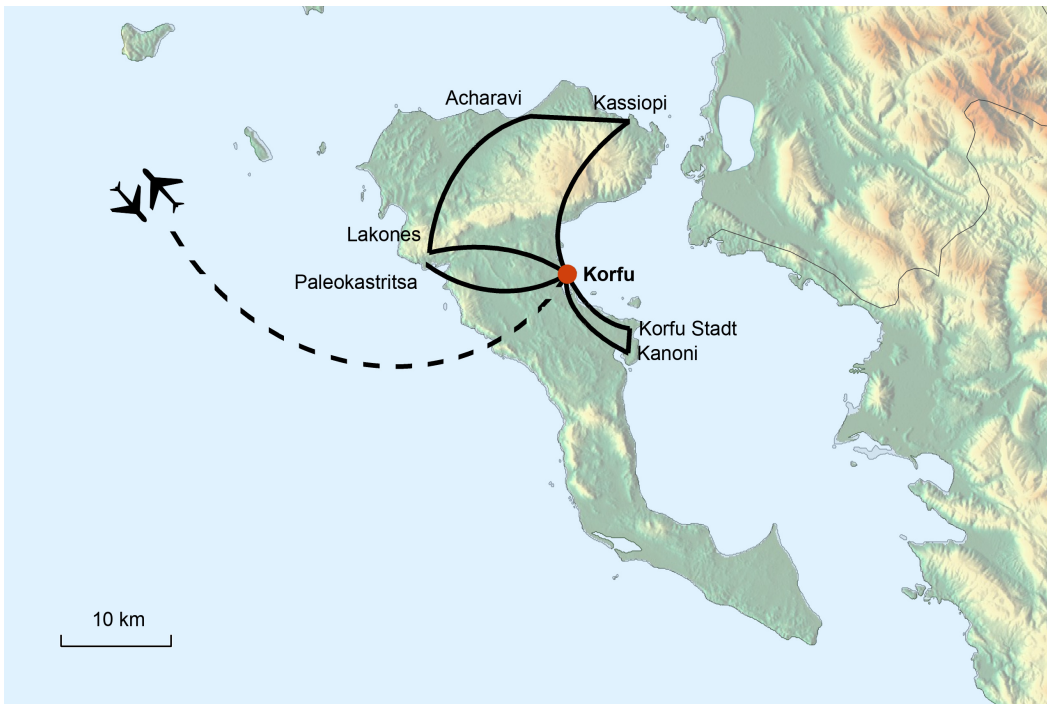 Acharavi
Kassiopi
Lakones
Korfu
Paleokastritsa
Korfu Stadt
Kanoni
10 km